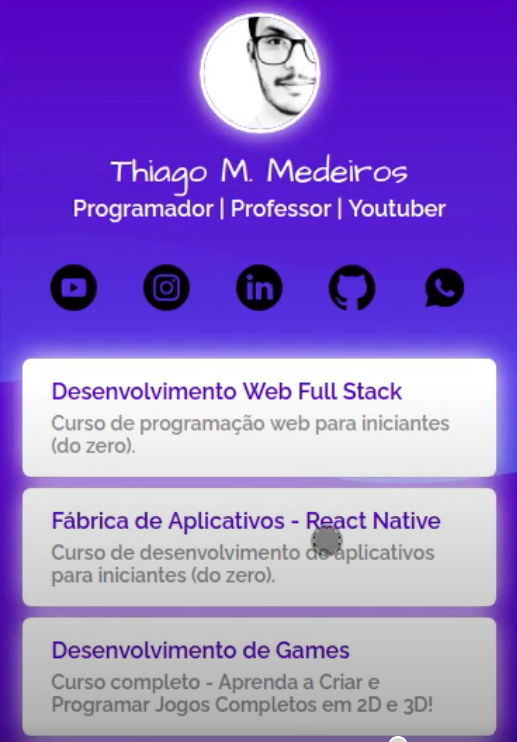 Thiago M. Medeiros
Programador | Professor | Youtuber
in
Desenvolvimento Web Full Stack
Curso de programação web para iniciantes
(do zero).
Fábrica de Aplicativos - React Native
Curso de desenvolvimento de aplicativos
para iniciantes (do zero).
Desenvolvimento de Games
Curso completo - Aprenda a Criar e
Programar Jogos Completos em 2D e 3D!